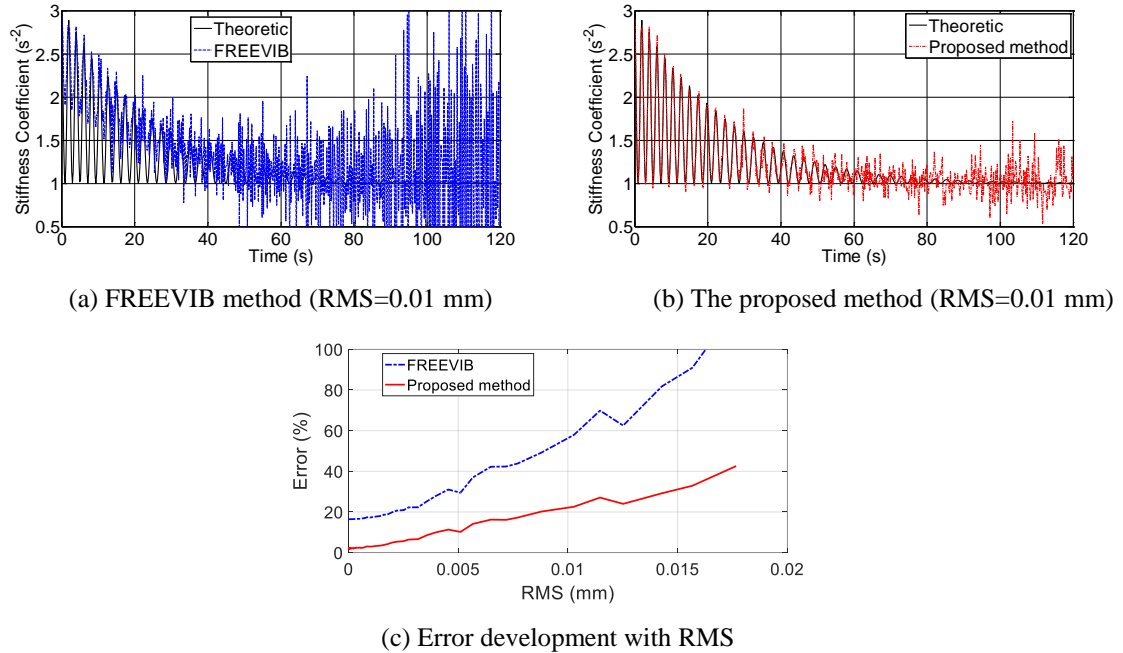 3
2.5
2
1.5
1
0.5
0 20 40 60 80 100 120
Stiffness Coefficient (s-2)
Time (s)
Theoretic
FREEVIB
(a) FREEVIB method (RMS=0.01 mm)
3
2.5
2
1.5
1
0.5
0 20 40 60 80 100 120
Stiffness Coefficient (s-2)
Time (s)
Theoretic
Proposed method
(b) The proposed method (RMS=0.01 mm)
100
80
60
40
20
0
0 0.005 0.01 0.015 0.02
Error (%)
RMS (mm)
FREEVIB
Proposed method
(c) Error development with RMS